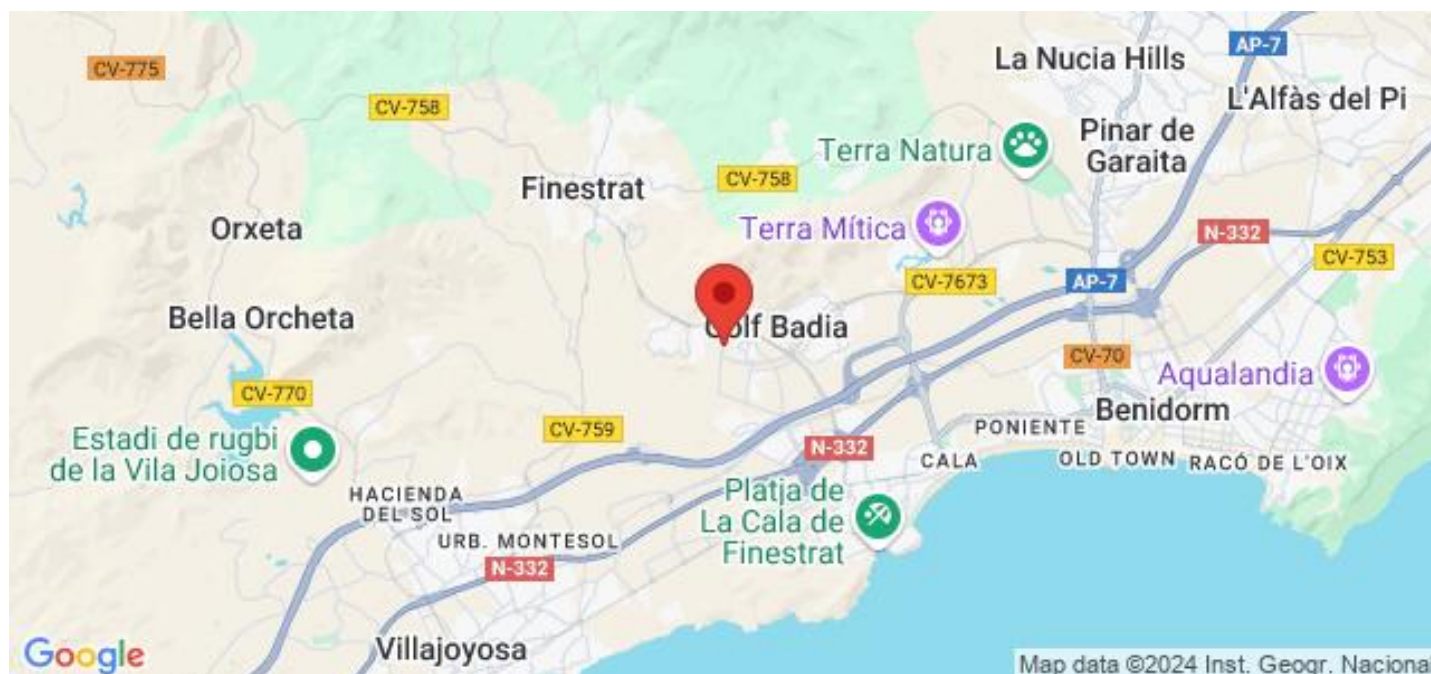 La Nucia Hills
AP-7
CV-775
L'Alfàs del Pi
CV-758
Pinar de
Garaita
Terra Natura
CV-758
Finestrat
Orxeta
Terra Mítica
N-332
CV-753
CV-7673
AP-7
Bella Orcheta
Golf Badia
CV-70
Aqualandia
CV-770
Benidorm
CV-759
PONIENTE
Estadi de rugbi
de la Vila Joiosa
N-332
CALA
OLD TOWN
RACÓ DE L'OIX
HACIENDA
DEL SOL
Platja de
La Cala de
Finestrat
URB. MONTESOL
N-332
Villajoyosa
Google
Map data ©2024 Inst. Geogr. Nacional